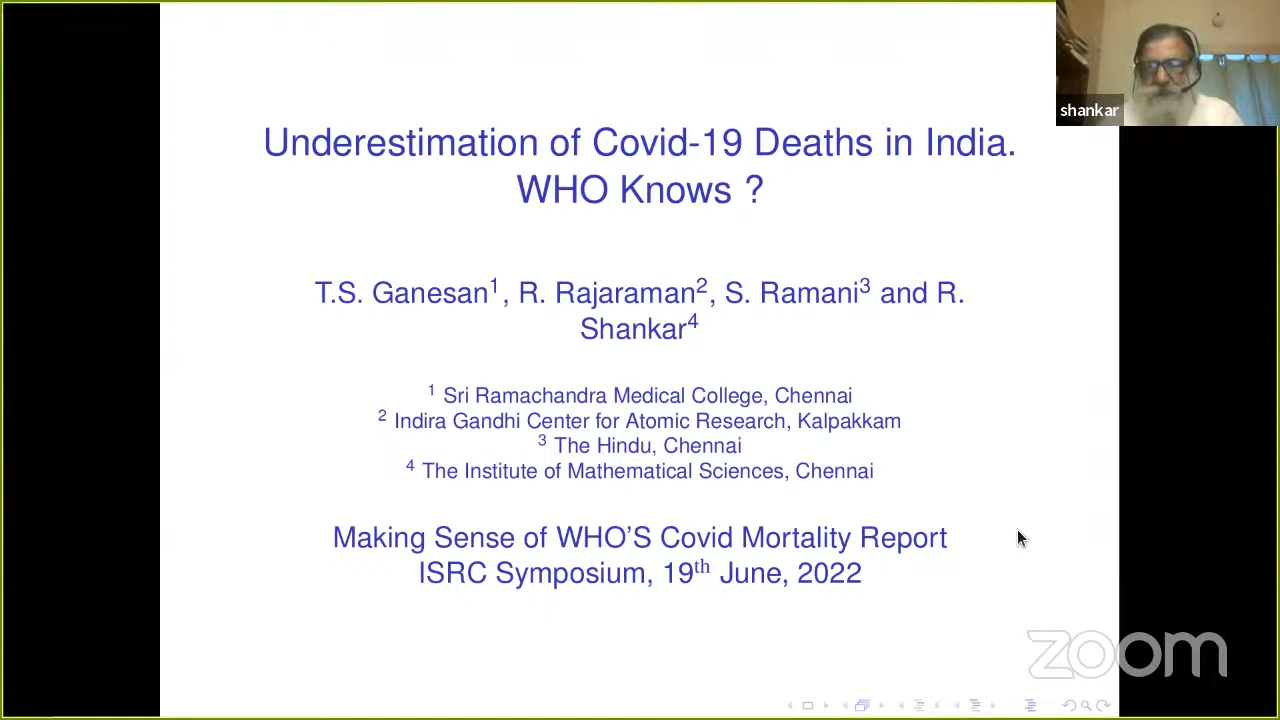 shankar
Underestimation of Covid-19 Deaths in India.
WHO Knows ?
T.S. Ganesan¹, R. Rajaraman², S. Ramani³ and R.
Shankar⁴
¹ Sri Ramachandra Medical College, Chennai
² Indira Gandhi Center for Atomic Research, Kalpakkam
³ The Hindu, Chennai
⁴ The Institute of Mathematical Sciences, Chennai
Making Sense of WHO'S Covid Mortality Report
ISRC Symposium, 19th June, 2022
zoom